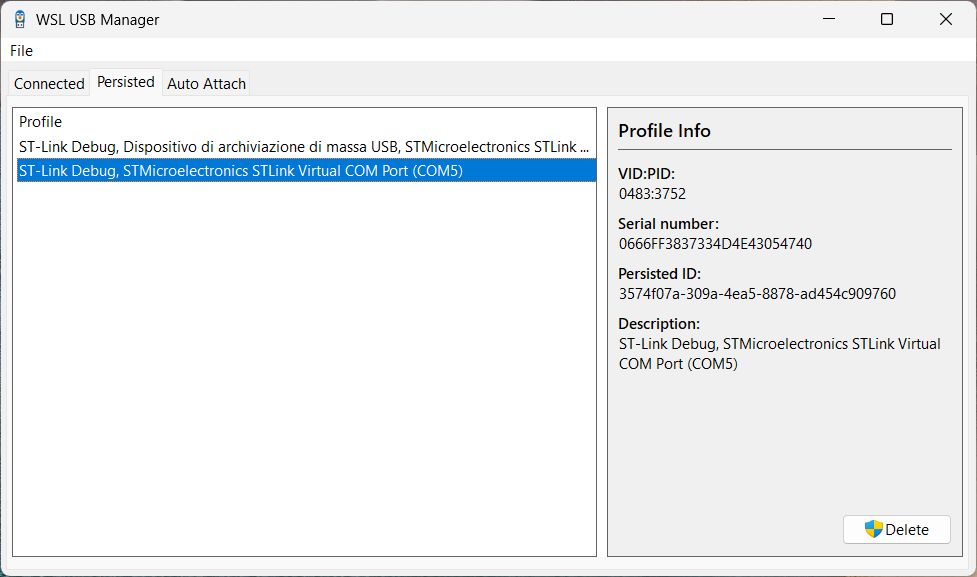 WSL USB Manager
File
Connected Persisted Auto Attach
Profile
ST-Link Debug, Dispositivo di archiviazione di massa USB, STMicroelectronics STLink ...
ST-Link Debug, STMicroelectronics STLink Virtual COM Port (COM5)
Profile Info
VID:PID:
0483:3752
Serial number:
0666FF3837334D4E43054740
Persisted ID:
3574f07a-309a-4ea5-8878-ad454c909760
Description:
ST-Link Debug, STMicroelectronics STLink Virtual
COM Port (COM5)
Delete